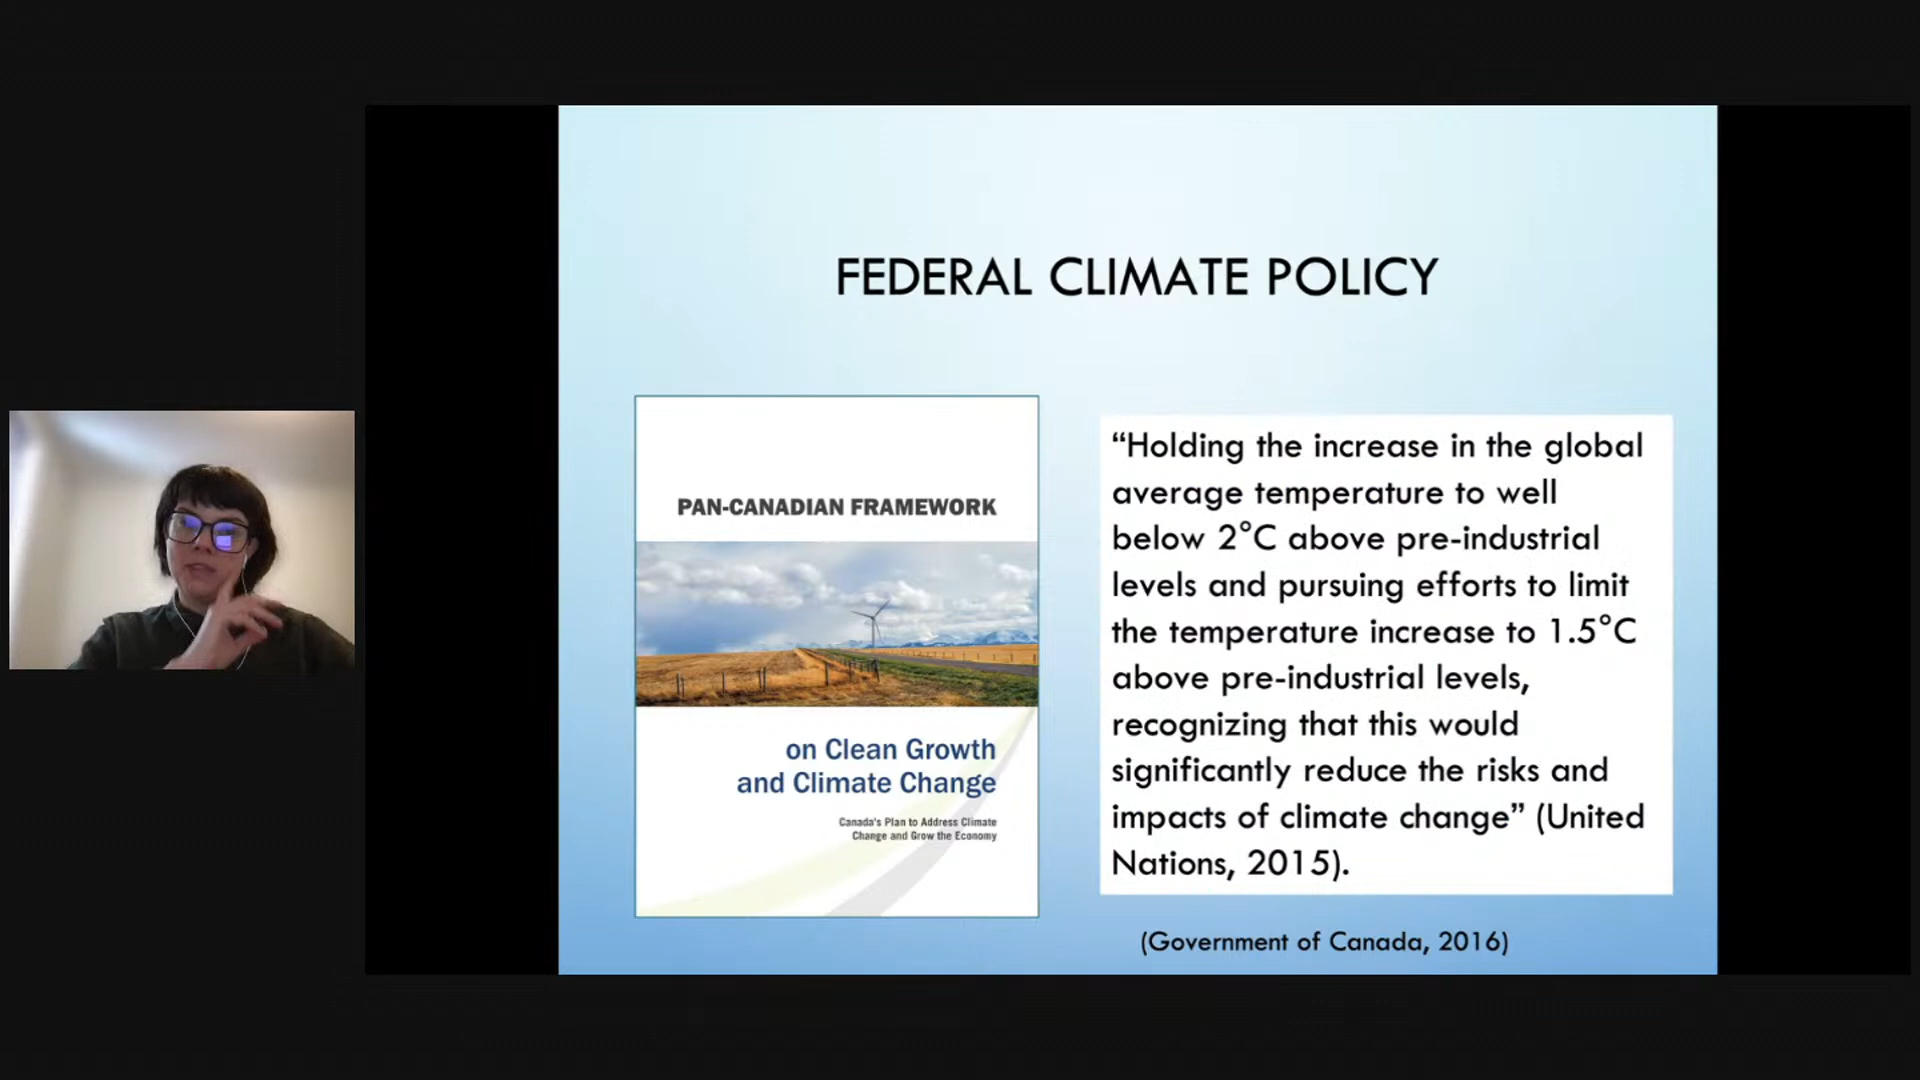 FEDERAL CLIMATE POLICY
PAN-CANADIAN FRAMEWORK
on Clean Growth
and Climate Change
Canada's Plan to Address Climate
Change and Grow the Economy
“Holding the increase in the global
average temperature to well
below 2°C above pre-industrial
levels and pursuing efforts to limit
the temperature increase to 1.5°C
above pre-industrial levels,
recognizing that this would
significantly reduce the risks and
impacts of climate change” (United
Nations, 2015).
(Government of Canada, 2016)